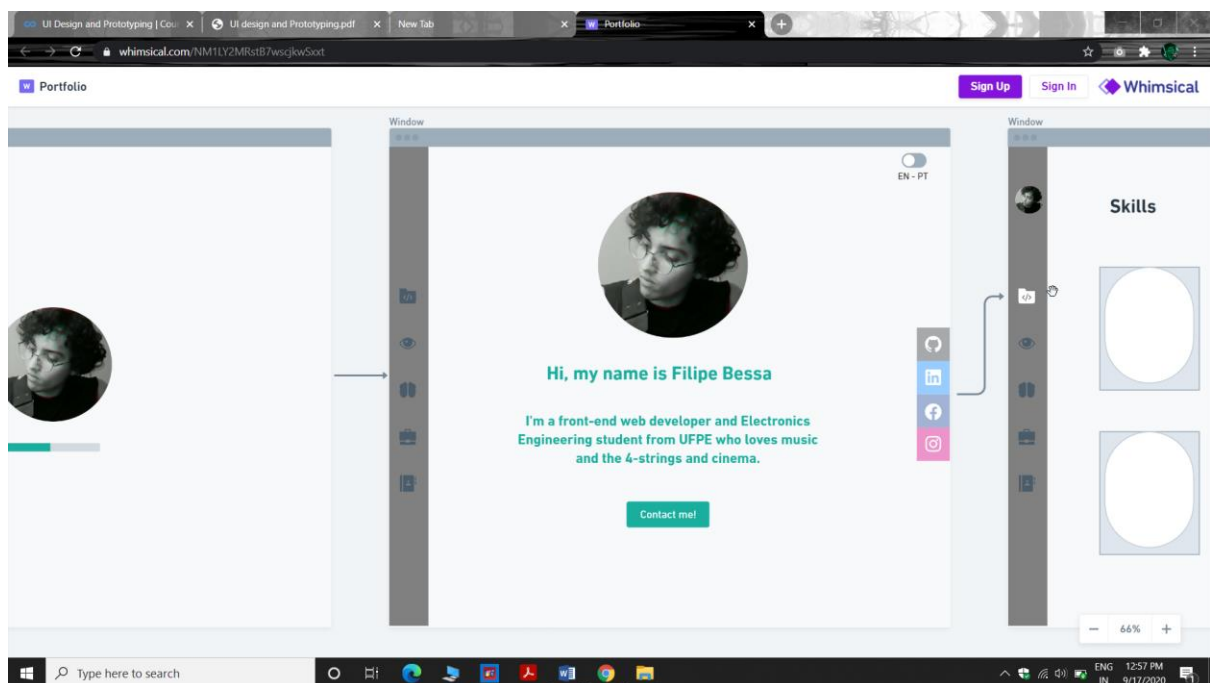 UI Design and Prototyping | Cou
UI design and Prototyping.pdf
New Tab
Portfolio
whimsical.com/NM1LY2MRstB7wscjkwSxxt
Portfolio
Sign Up
Sign In
Whimsical
Window
Window
EN - PT
Skills
Hi, my name is Filipe Bessa
I'm a front-end web developer and Electronics
Engineering student from UFPE who loves music
and the 4-strings and cinema.
Contact me!
66%
Type here to search
ENG
IN
12:57 PM
9/17/2020